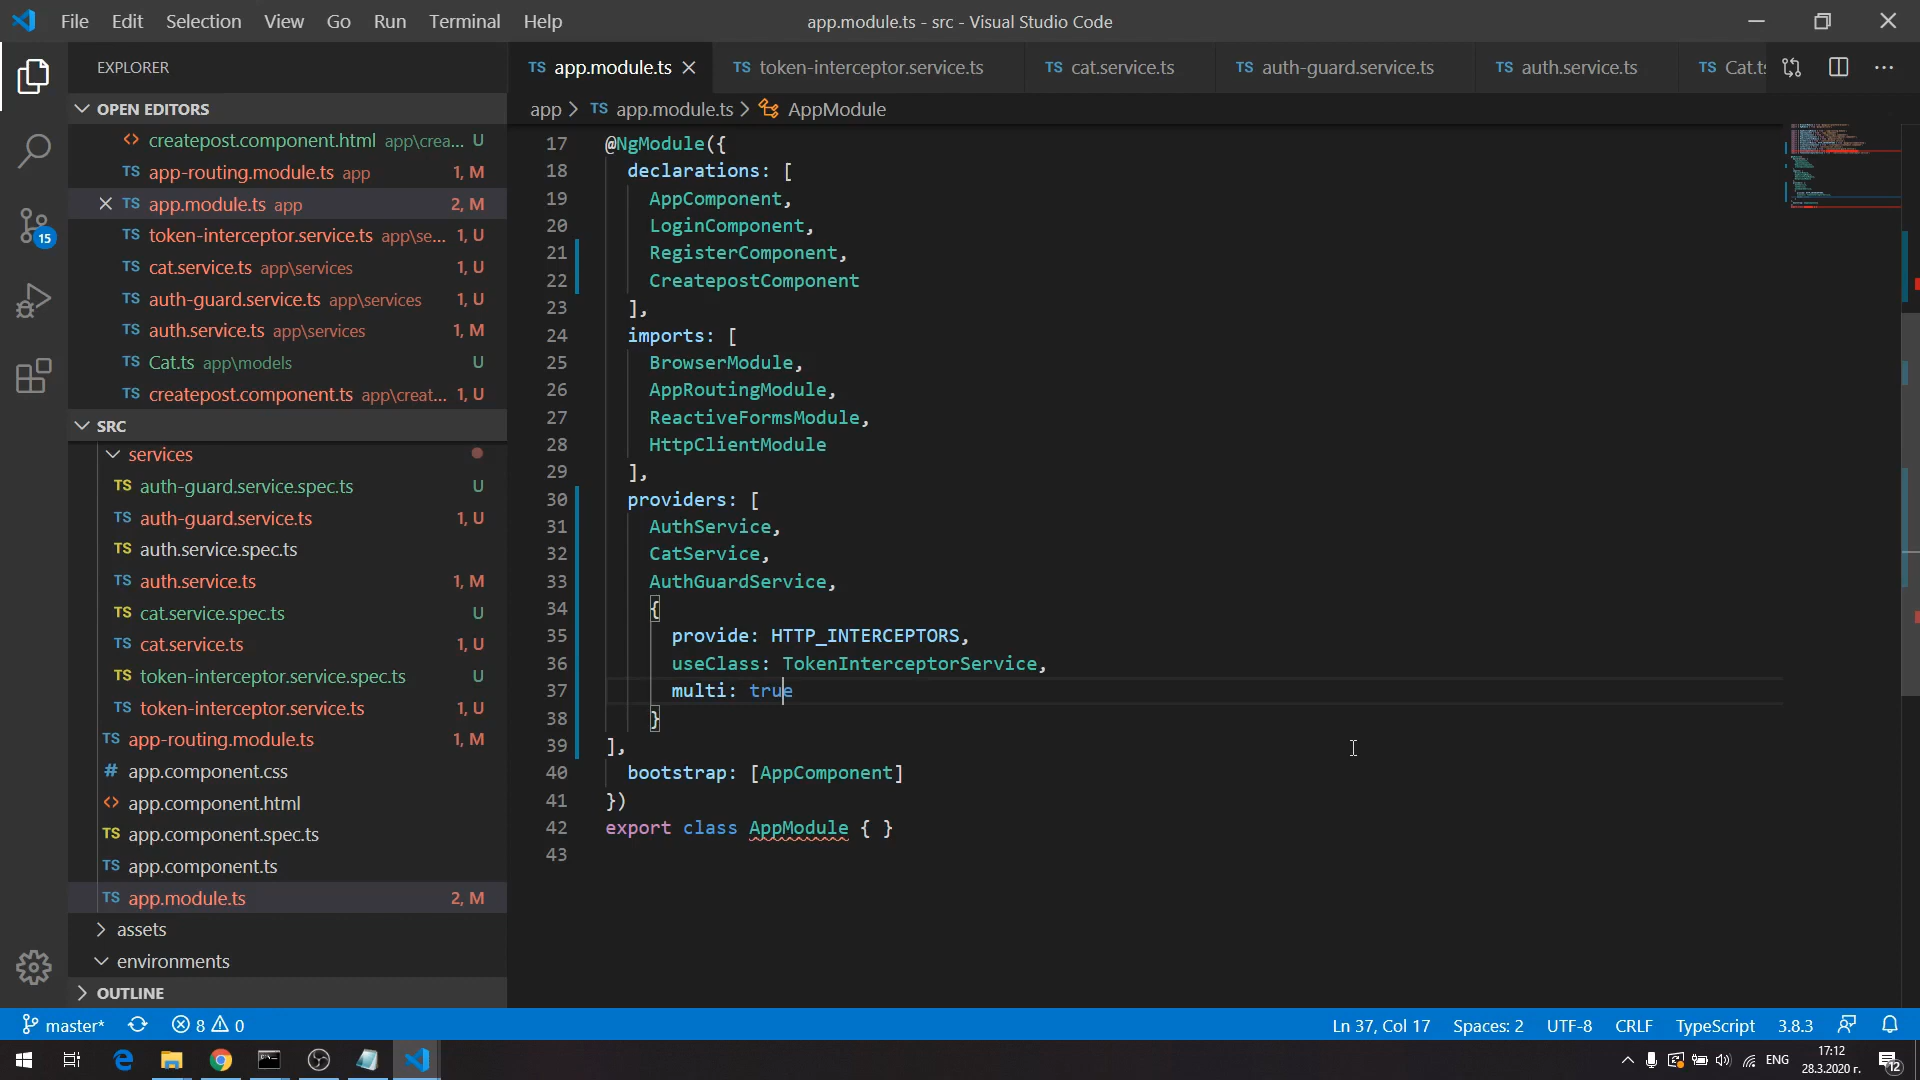 File Edit Selection View Go Run Terminal Help
app.module.ts - src - Visual Studio Code
EXPLORER
OPEN EDITORS
createpost.component.html app\crea... U
TS app-routing.module.ts app 1, M
TS app.module.ts app 2, M
TS token-interceptor.service.ts app\se... 1, U
TS cat.service.ts app\services 1, U
TS auth-guard.service.ts app\services 1, U
TS auth.service.ts app\services 1, M
TS Cat.ts app\models U
TS createpost.component.ts app\creat... 1, U
SRC
services
TS auth-guard.service.spec.ts U
TS auth-guard.service.ts 1, U
TS auth.service.spec.ts
TS auth.service.ts 1, M
TS cat.service.spec.ts U
TS cat.service.ts 1, U
TS token-interceptor.service.spec.ts U
TS token-interceptor.service.ts 1, U
TS app-routing.module.ts 1, M
# app.component.css
<> app.component.html
TS app.component.spec.ts
TS app.component.ts
TS app.module.ts 2, M
assets
environments
OUTLINE
15
TS app.module.ts TS token-interceptor.service.ts TS cat.service.ts TS auth-guard.service.ts TS auth.service.ts TS Cat.ts
app > TS app.module.ts > AppModule
17 @NgModule({
18 declarations: [
19 AppComponent,
20 LoginComponent,
21 RegisterComponent,
22 CreatepostComponent
23 ],
24 imports: [
25 BrowserModule,
26 AppRoutingModule,
27 ReactiveFormsModule,
28 HttpClientModule
29 ],
30 providers: [
31 AuthService,
32 CatService,
33 AuthGuardService,
34 {
35 provide: HTTP_INTERCEPTORS,
36 useClass: TokenInterceptorService,
37 multi: true
38 }
39 ],
40 bootstrap: [AppComponent]
41 })
42 export class AppModule { }
43
master* 8 0 Ln 37, Col 17 Spaces: 2 UTF-8 CRLF TypeScript 3.8.3
ENG 17:12
28.3.2020 г.
12